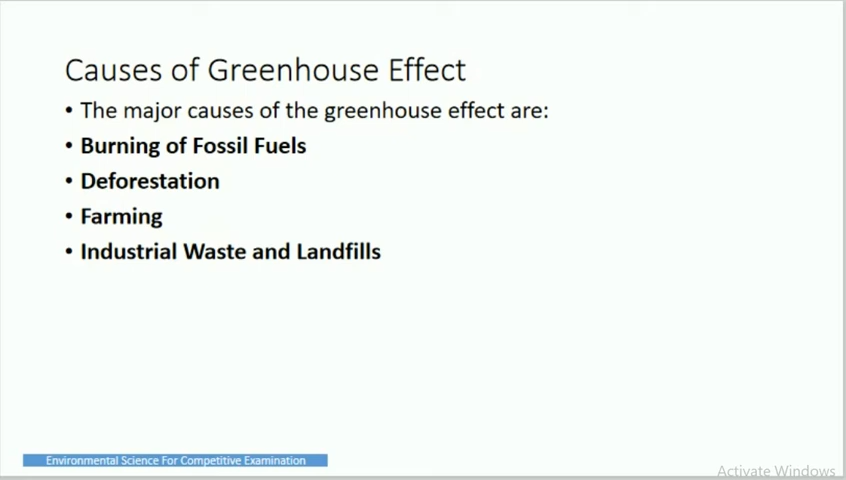 Causes of Greenhouse Effect
• The major causes of the greenhouse effect are:
• Burning of Fossil Fuels
• Deforestation
• Farming
• Industrial Waste and Landfills
Environmental Science For Competitive Examination
Activate Windows